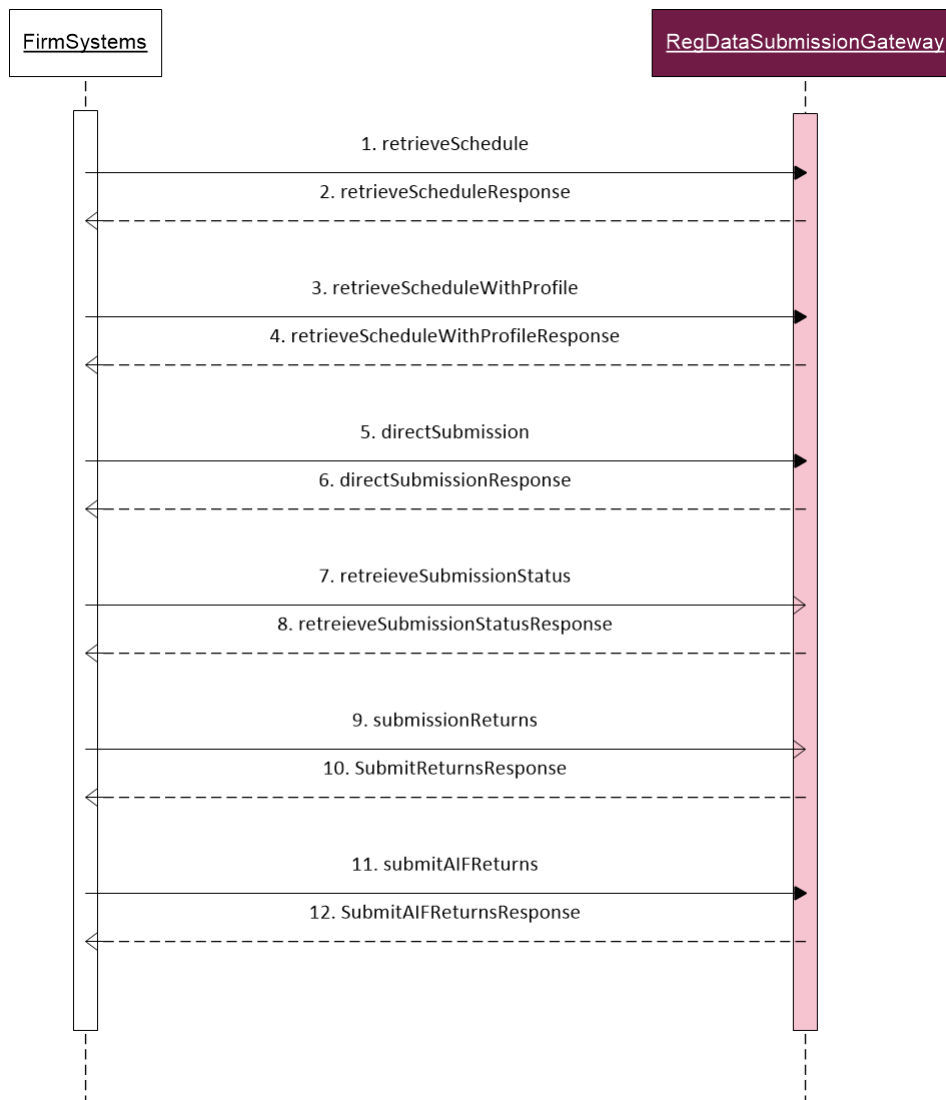 FirmSystems
RegDataSubmissionGateway
1. retrieveSchedule
2. retrieveScheduleResponse
3. retrieveScheduleWithProfile
4. retrieveScheduleWithProfileResponse
5. directSubmission
6. directSubmissionResponse
7. retreieveSubmissionStatus
8. retreieveSubmissionStatusResponse
9. submissionReturns
10. SubmitReturnsResponse
11. submitAIFReturns
12. SubmitAIFReturnsResponse